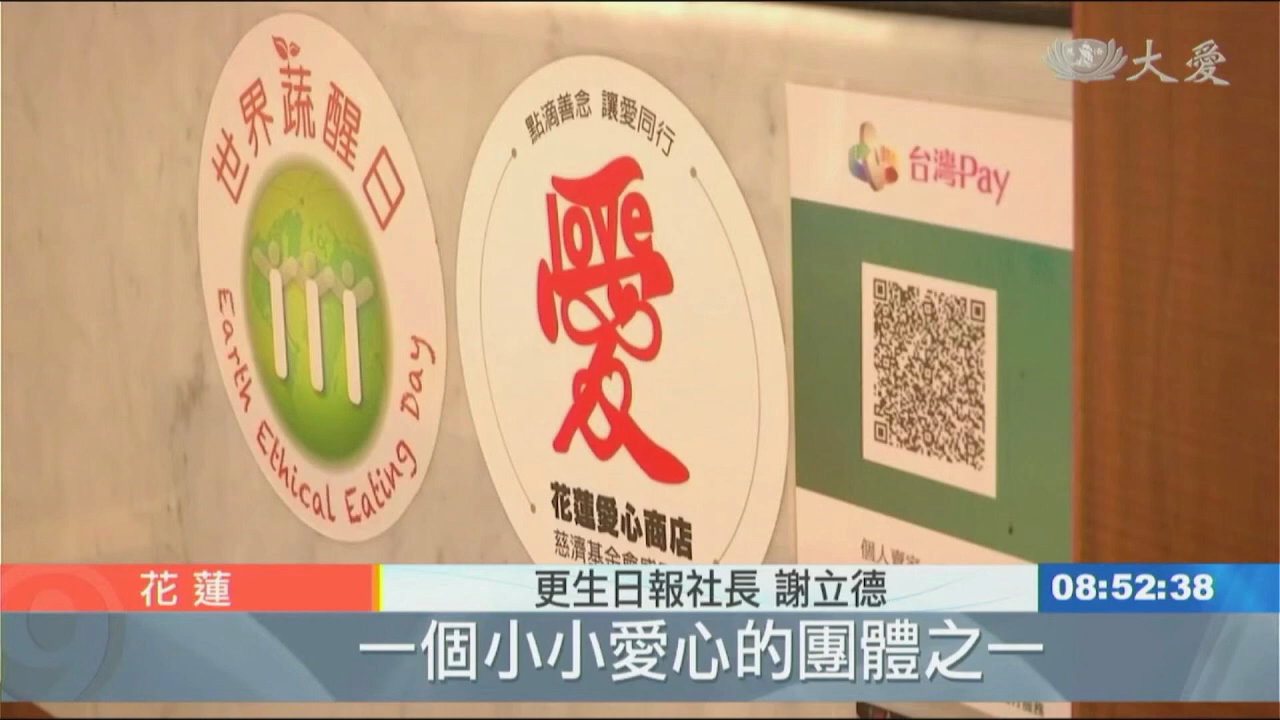 大愛
世界蔬醒日
Earth Ethical Eating Day
點滴善念 讓愛同行
love
愛
花蓮愛心商店
慈濟基金會
台灣Pay
個人賣家
花蓮
更生日報社長 謝立德
08:52:38
一個小小愛心的團體之一